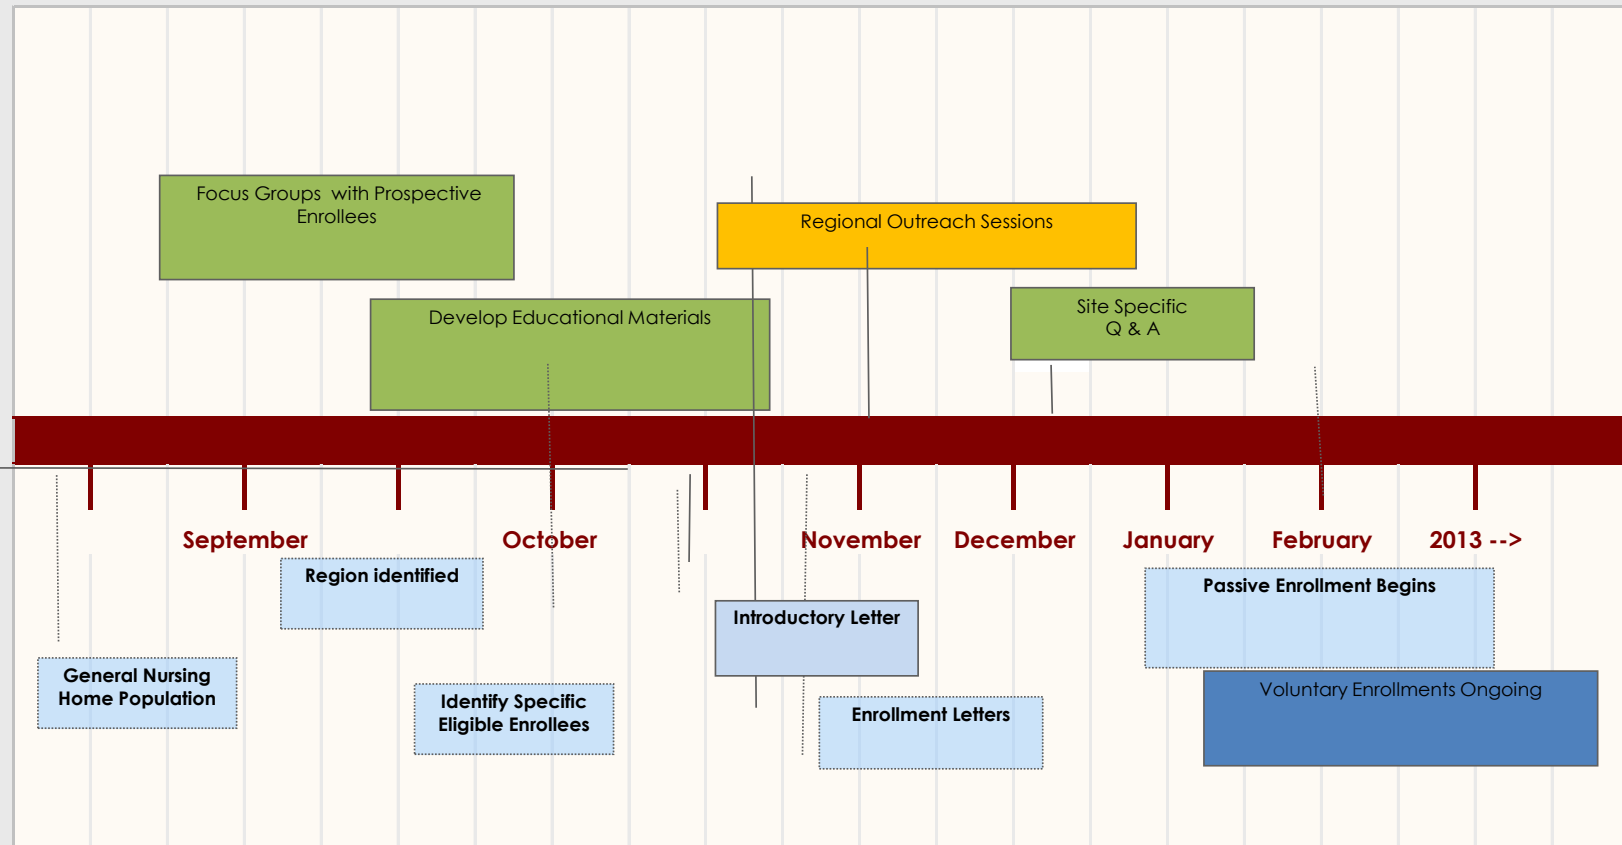 Focus Groups with Prospective
Enrollees
Regional Outreach Sessions
Develop Educational Materials
Site Specific
Q & A
September
October
November
December
January
February
2013 -->
Region identified
Passive Enrollment Begins
Introductory Letter
General Nursing
Home Population
Identify Specific
Eligible Enrollees
Enrollment Letters
Voluntary Enrollments Ongoing